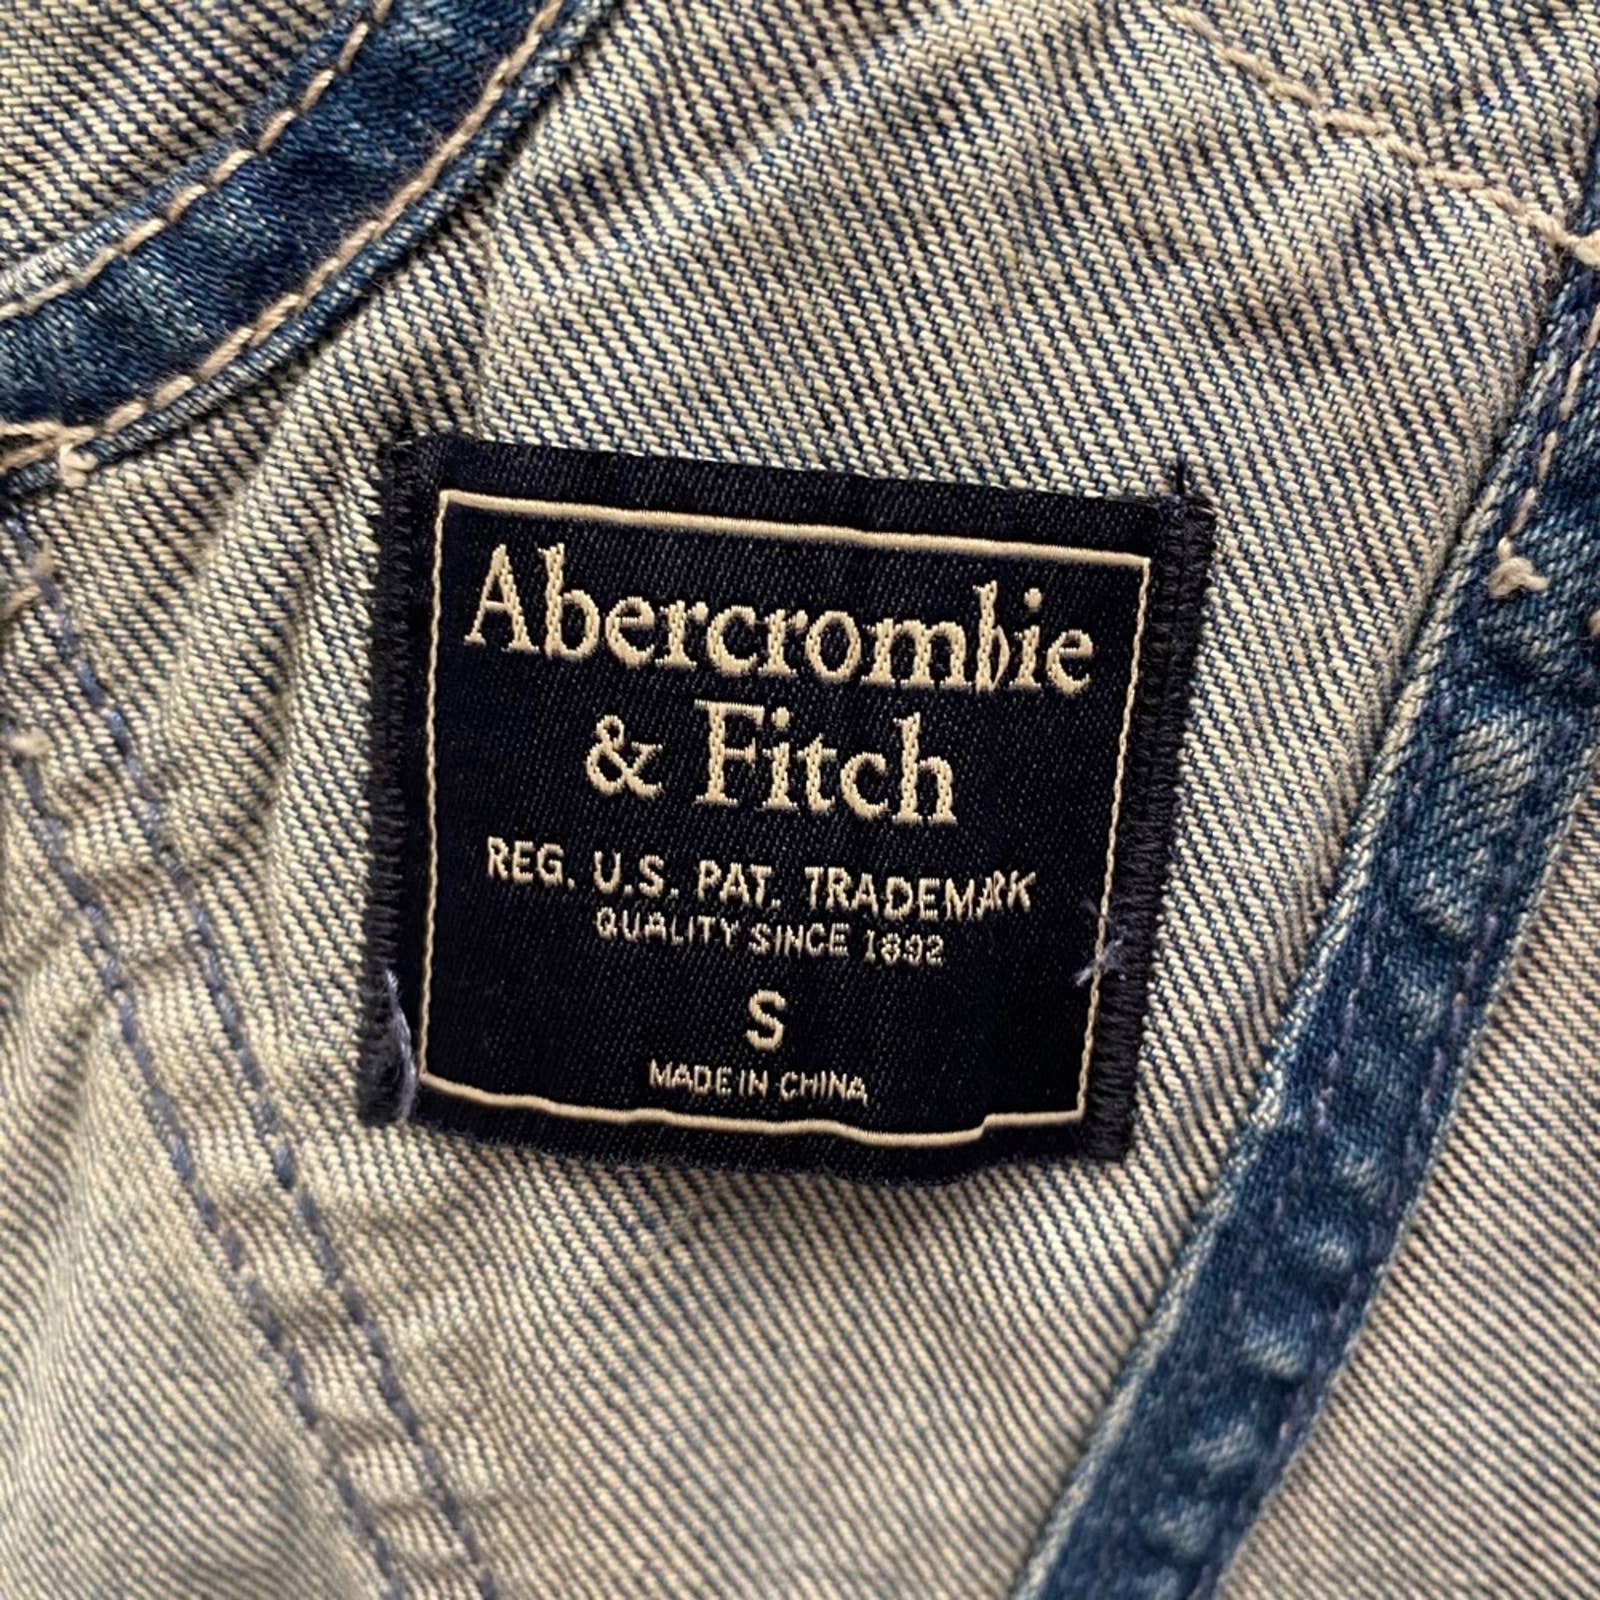 Abercrombie
& Fitch
REG. U.S. PAT. TRADEMARK
QUALITY SINCE 1892
S
MADE IN CHINA